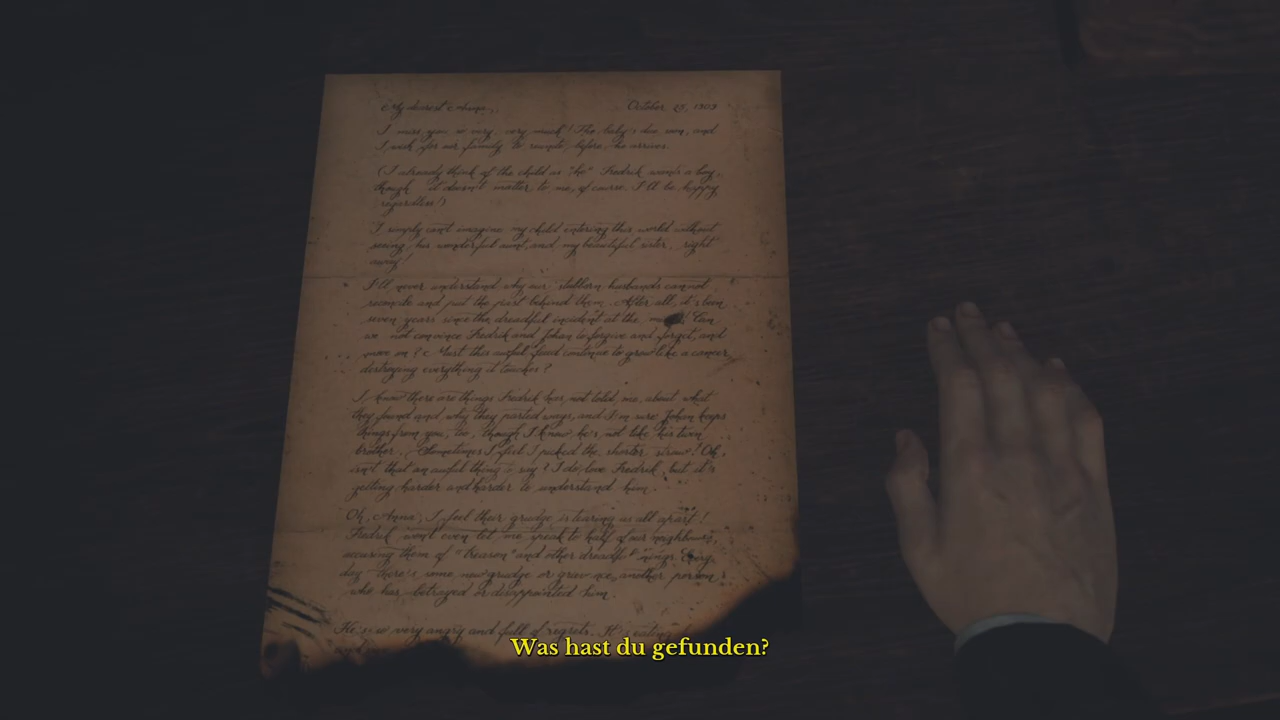 My dearest Anna,
October 25, 1909
I miss you so very, very much! The baby's due soon, and
I wish for our family to reunite before he arrives.
(I already think of the child as "he". Fredrik wants a boy,
though it doesn't matter to me, of course. I'll be happy
regardless!)
I simply can't imagine my child entering this world without
seeing his wonderful aunt, and my beautiful sister, right
away!
I'll never understand why our stubborn husbands cannot
reconcile and put the past behind them. After all, it's been
seven years since the dreadful incident at the Can
we not convince Fredrik and Johan to forgive and forget, and
move on? Must this awful feud continue to grow like a cancer,
destroying everything it touches?
I know there are things Fredrik has not told me about what
they found and why they parted ways, and I'm sure Johan keeps
things from you, too, though I know he's not like his twin
brother. Sometimes I feel I picked the shorter straw! Oh,
isn't that an awful thing to say? I do love Fredrik, but it's
getting harder and harder to understand him.
Oh, Anna, I feel their grudge is tearing us all apart!
Fredrik won't even let me speak to half of our neighbours,
accusing them of "treason" and other dreadful things. Every
day there's some new grudge or grievance, another person
who has betrayed or disappointed him.
He is so very angry and full of regrets. It's eating
Was hast du gefunden?